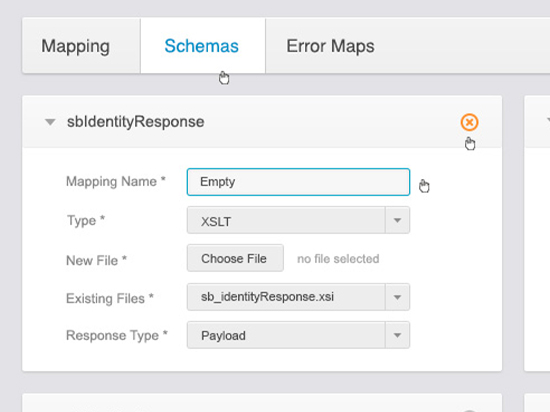 Mapping Schemas Error Maps
sbIdentityResponse
Mapping Name * Empty
Type * XSLT
New File * Choose File no file selected
Existing Files * sb_identityResponse.xsi
Response Type * Payload